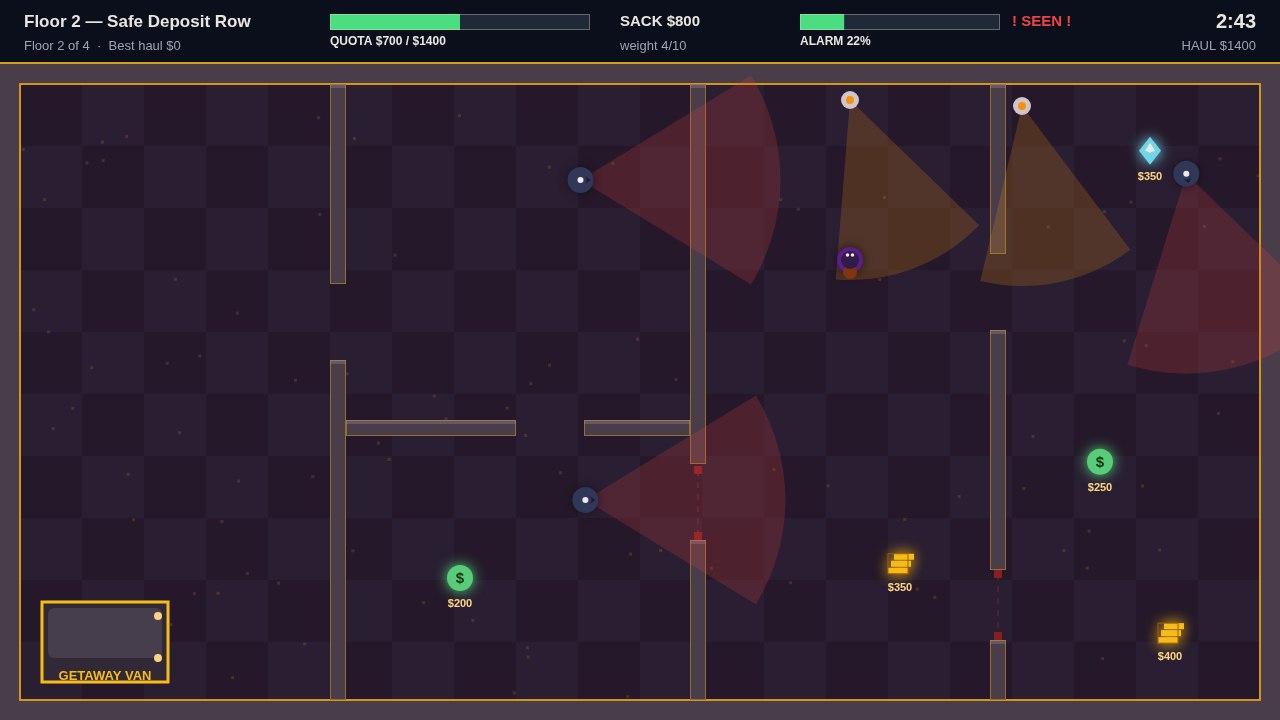 Floor 2 — Safe Deposit Row
Floor 2 of 4 · Best haul $0
QUOTA $700 / $1400
SACK $800
weight 4/10
ALARM 22%
! SEEN !
2:43
HAUL $1400
$350
$
$250
$350
$
$200
$400
GETAWAY VAN